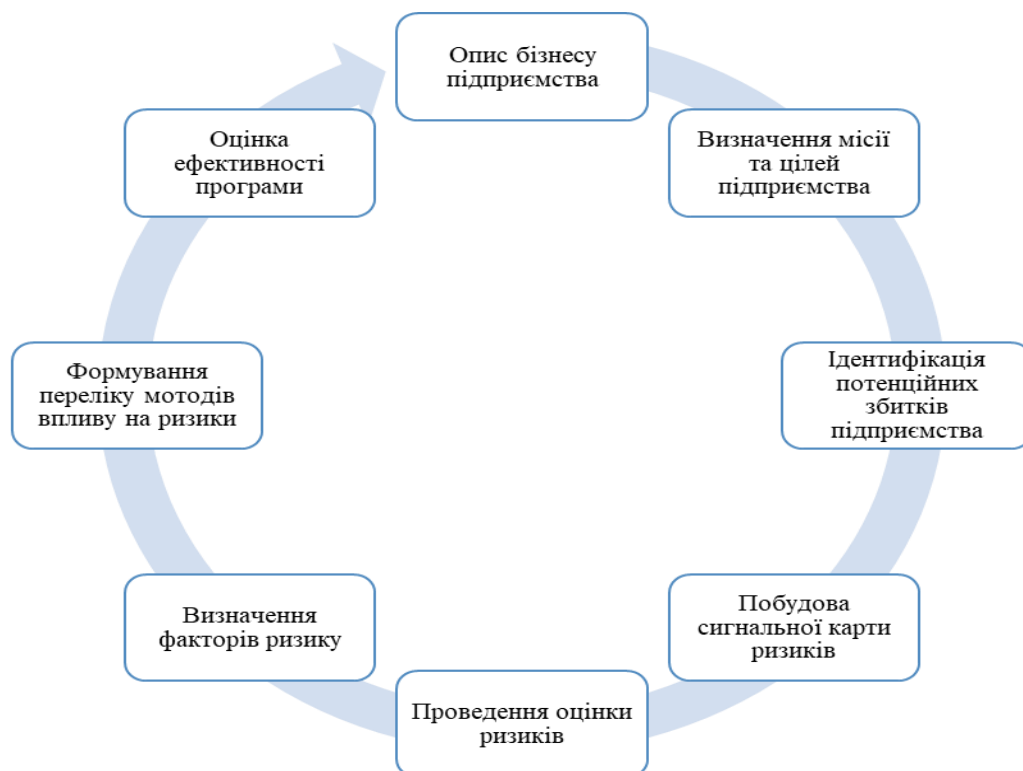 Опис бізнесу
підприємства
Визначення місії
та цілей
підприємства
Ідентифікація
потенційних
збитків
підприємства
Побудова
сигнальної карти
ризиків
Проведення оцінки
ризиків
Визначення
факторів ризику
Формування
переліку мотодів
впливу на ризики
Оцінка
ефективності
програми